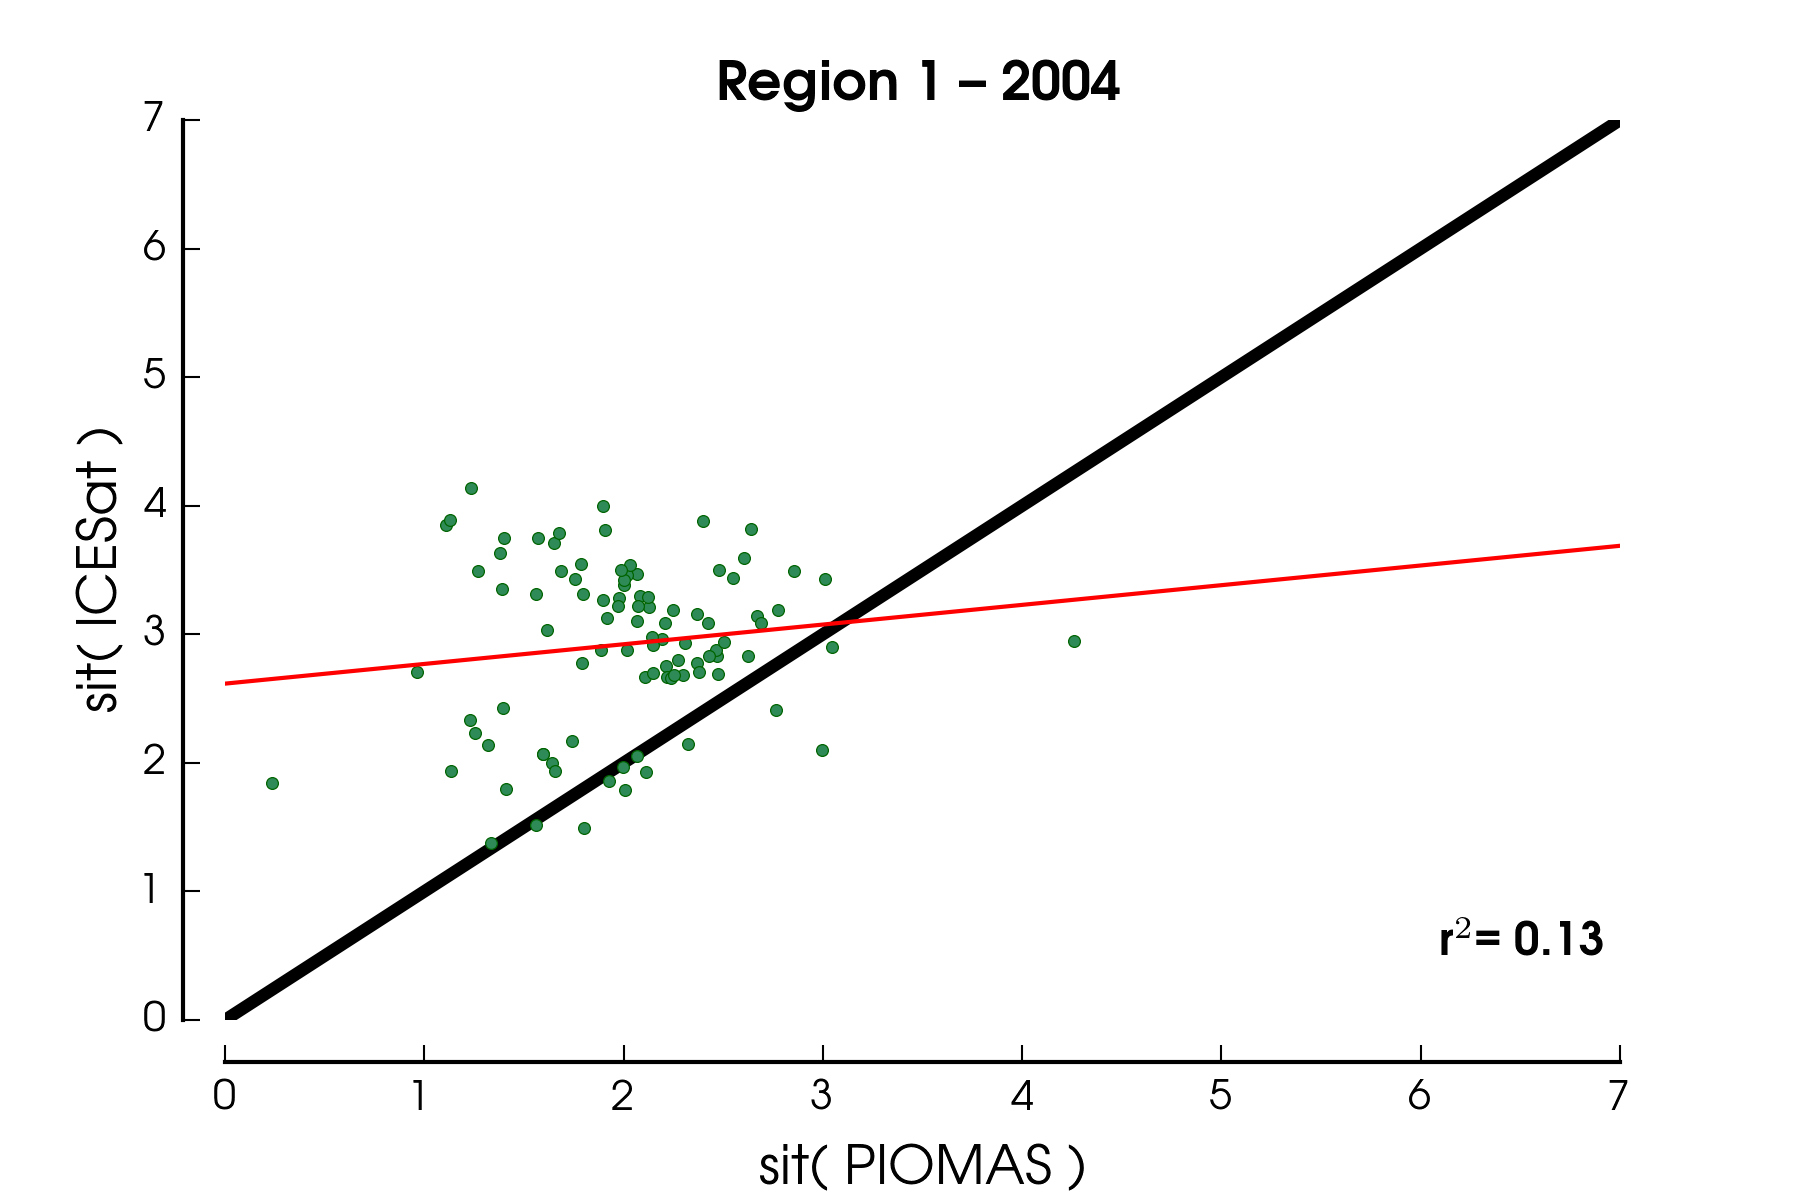 Region 1 – 2004
7
6
5
4
3
2
1
0
sit( ICESat )
r²= 0.13
0 1 2 3 4 5 6 7
sit( PIOMAS )